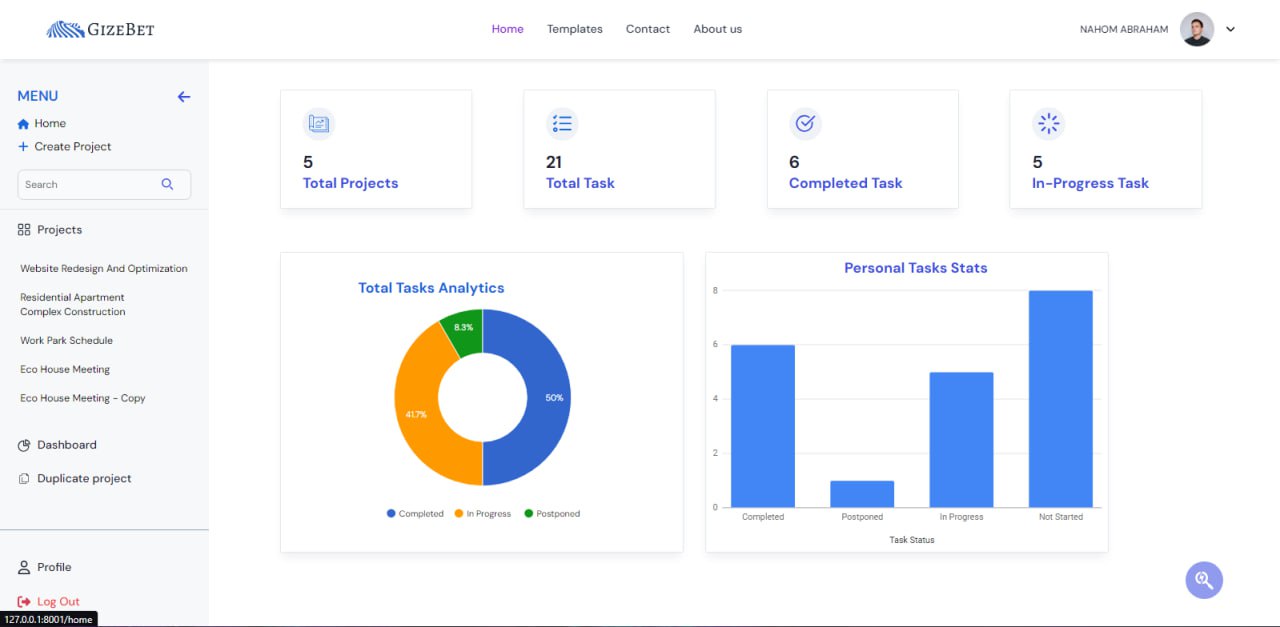 GIZEBET
Home Templates Contact About us
NAHOM ABRAHAM
MENU
Home
Create Project
Search
Projects
Website Redesign And Optimization
Residential Apartment
Complex Construction
Work Park Schedule
Eco House Meeting
Eco House Meeting - Copy
Dashboard
Duplicate project
Profile
Log Out
127.0.0.1:8001/home
5
Total Projects
21
Total Task
6
Completed Task
5
In-Progress Task
Total Tasks Analytics
8.3%
50%
41.7%
Completed In Progress Postponed
Personal Tasks Stats
8
6
4
2
0
Completed Postponed In Progress Not Started
Task Status